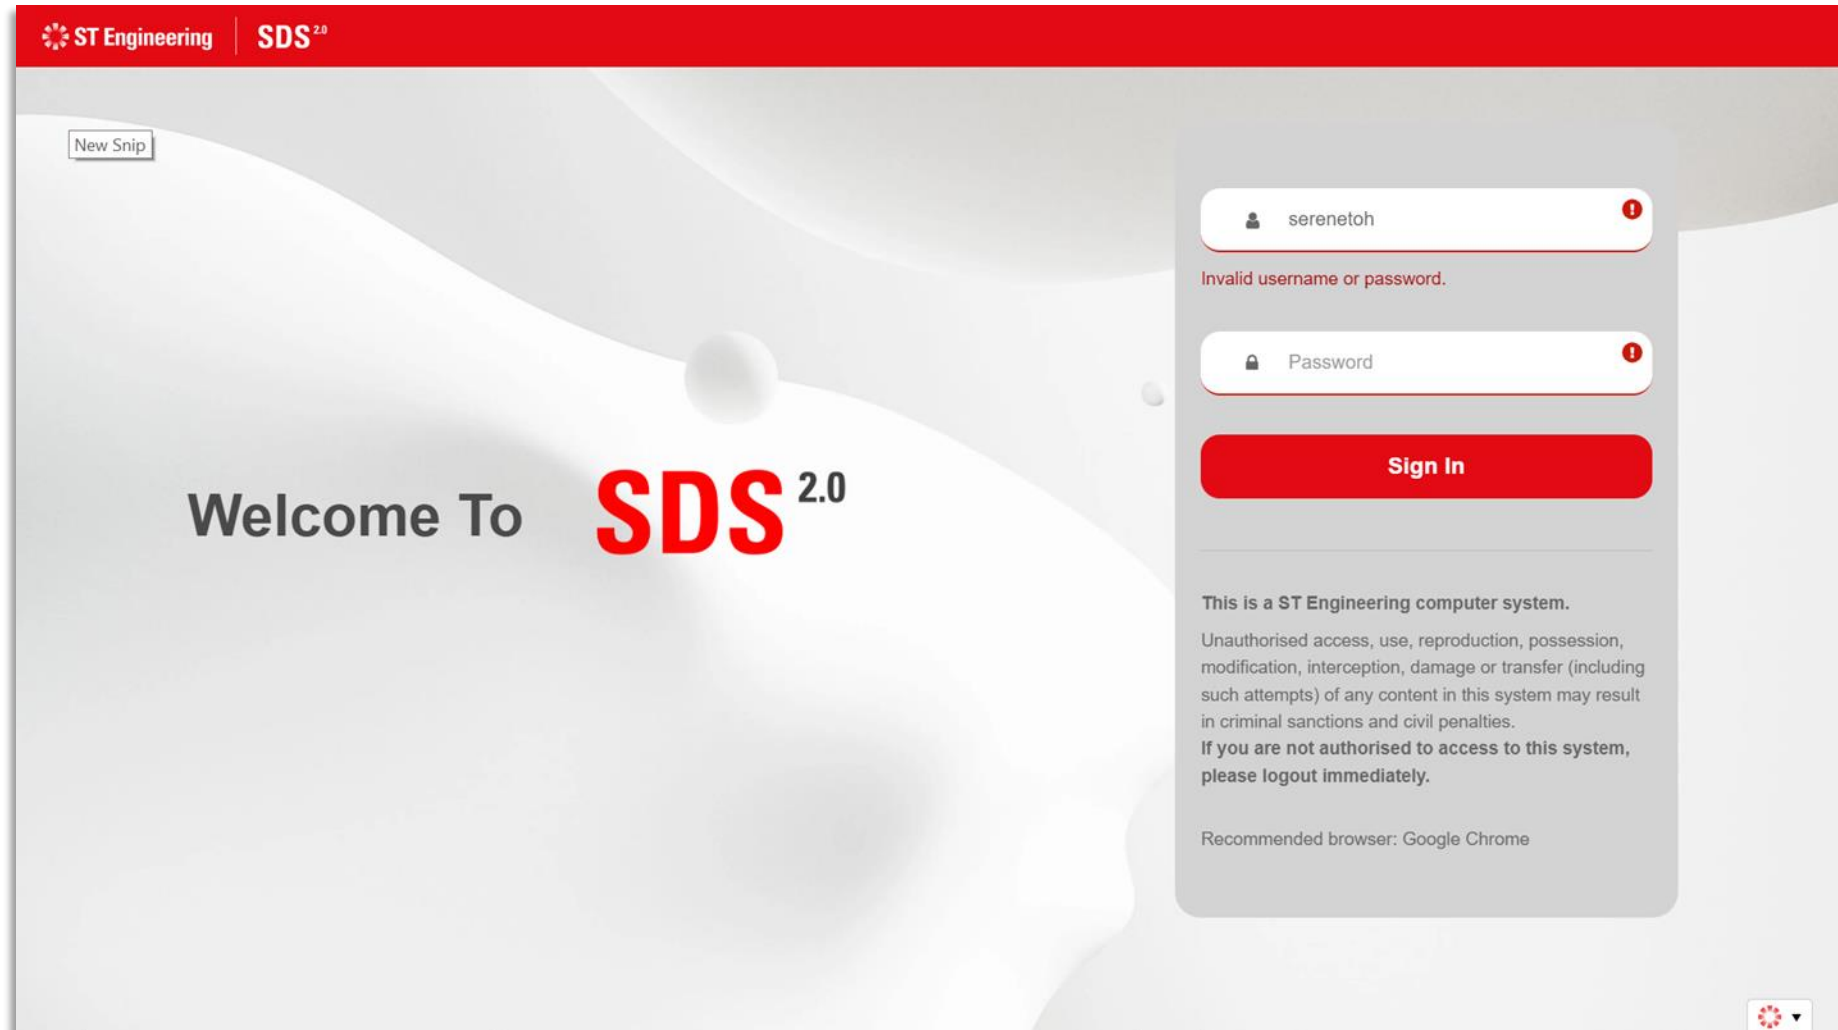 ST Engineering
SDS 2.0
New Snip
serenetoh
Invalid username or password.
Password
Sign In
Welcome To SDS 2.0
This is a ST Engineering computer system.
Unauthorised access, use, reproduction, possession,
modification, interception, damage or transfer (including
such attempts) of any content in this system may result
in criminal sanctions and civil penalties.
If you are not authorised to access to this system,
please logout immediately.
Recommended browser: Google Chrome